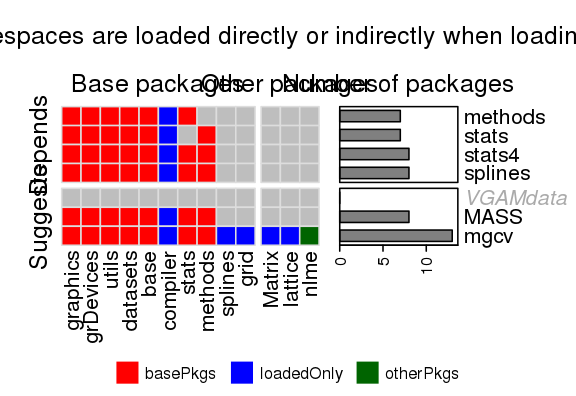 espaces are loaded directly or indirectly when loadin
Base packages
Other packages
Number of packages
Depends
Suggests
methods
stats
stats4
splines
VGAMdata
MASS
mgcv
0 5 10
graphics
grDevices
utils
datasets
base
compiler
stats
methods
splines
grid
Matrix
lattice
nlme
basePkgs loadedOnly otherPkgs